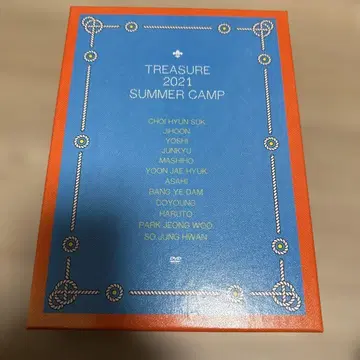 TREASURE
2021
SUMMER CAMP
CHOI HYUN SUK
JIHOON
YOSHI
JUNKYU
MASHIHO
YOON JAE HYUK
ASAHI
BANG YE DAM
DOYOUNG
HARUTO
PARK JEONG WOO
SO JUNG HWAN
DVD